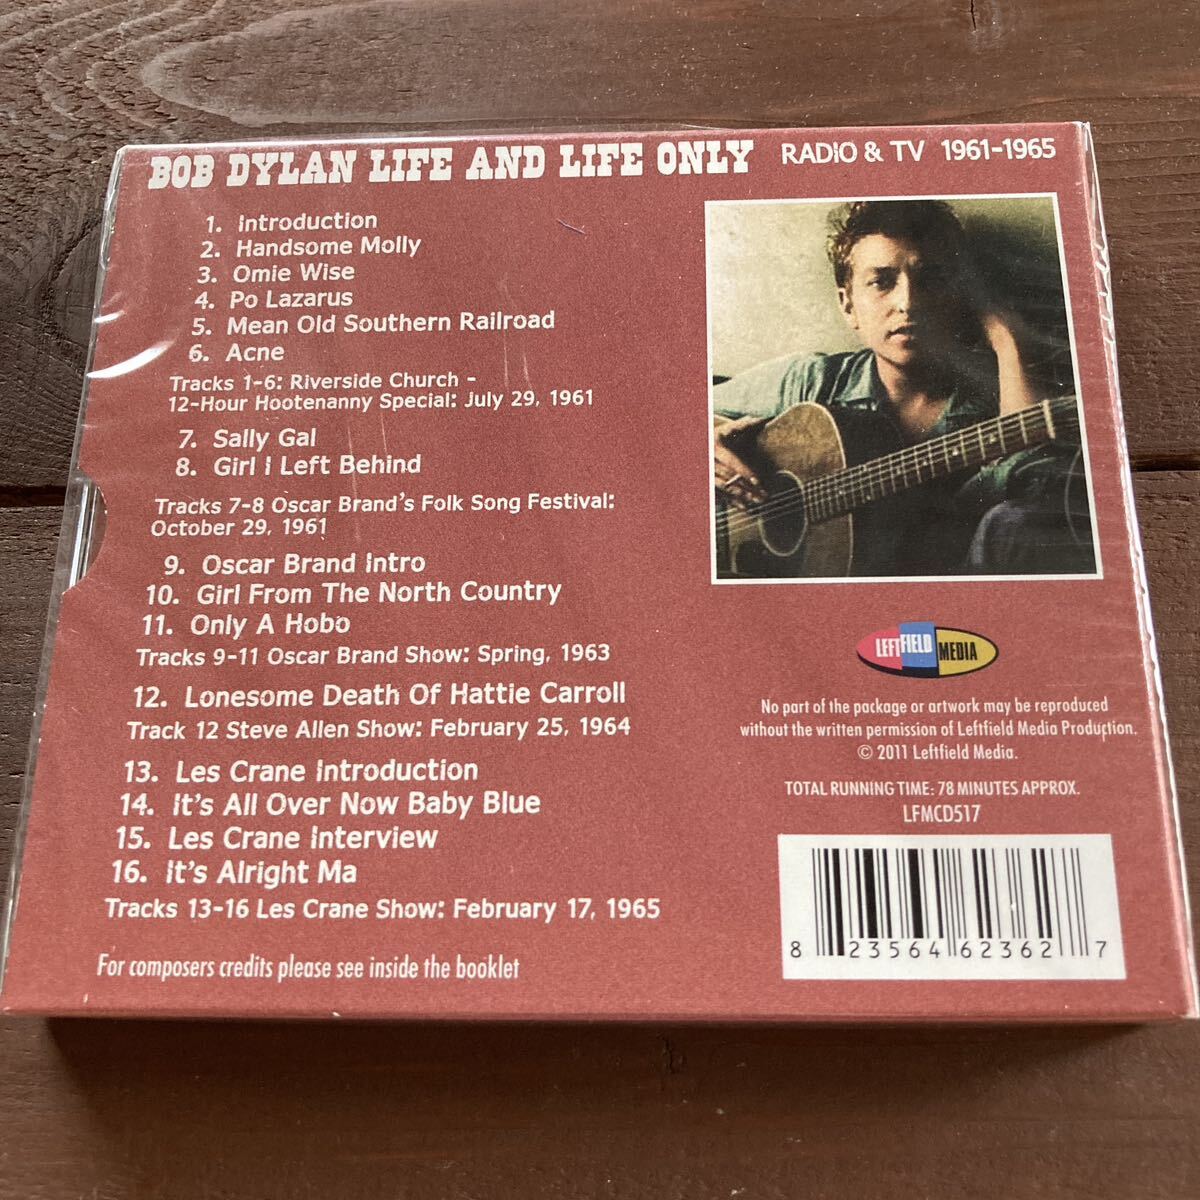 BOB DYLAN LIFE AND LIFE ONLY RADIO & TV 1961-1965
1. Introduction
2. Handsome Molly
3. Omie Wise
4. Po Lazarus
5. Mean Old Southern Railroad
6. Acne
Tracks 1-6: Riverside Church -
12-Hour Hootenanny Special: July 29, 1961
7. Sally Gal
8. Girl I Left Behind
Tracks 7-8 Oscar Brand's Folk Song Festival:
October 29, 1961
9. Oscar Brand Intro
10. Girl From The North Country
11. Only A Hobo
Tracks 9-11 Oscar Brand Show: Spring, 1963
12. Lonesome Death Of Hattie Carroll
Track 12 Steve Allen Show: February 25, 1964
13. Les Crane Introduction
14. It's All Over Now Baby Blue
15. Les Crane Interview
16. It's Alright Ma
Tracks 13-16 Les Crane Show: February 17, 1965
For composers credits please see inside the booklet
LEFTFIELD MEDIA
No part of the package or artwork may be reproduced
without the written permission of Leftfield Media Production.
© 2011 Leftfield Media.
TOTAL RUNNING TIME: 78 MINUTES APPROX.
LFMCD517
8 23564 62362 7